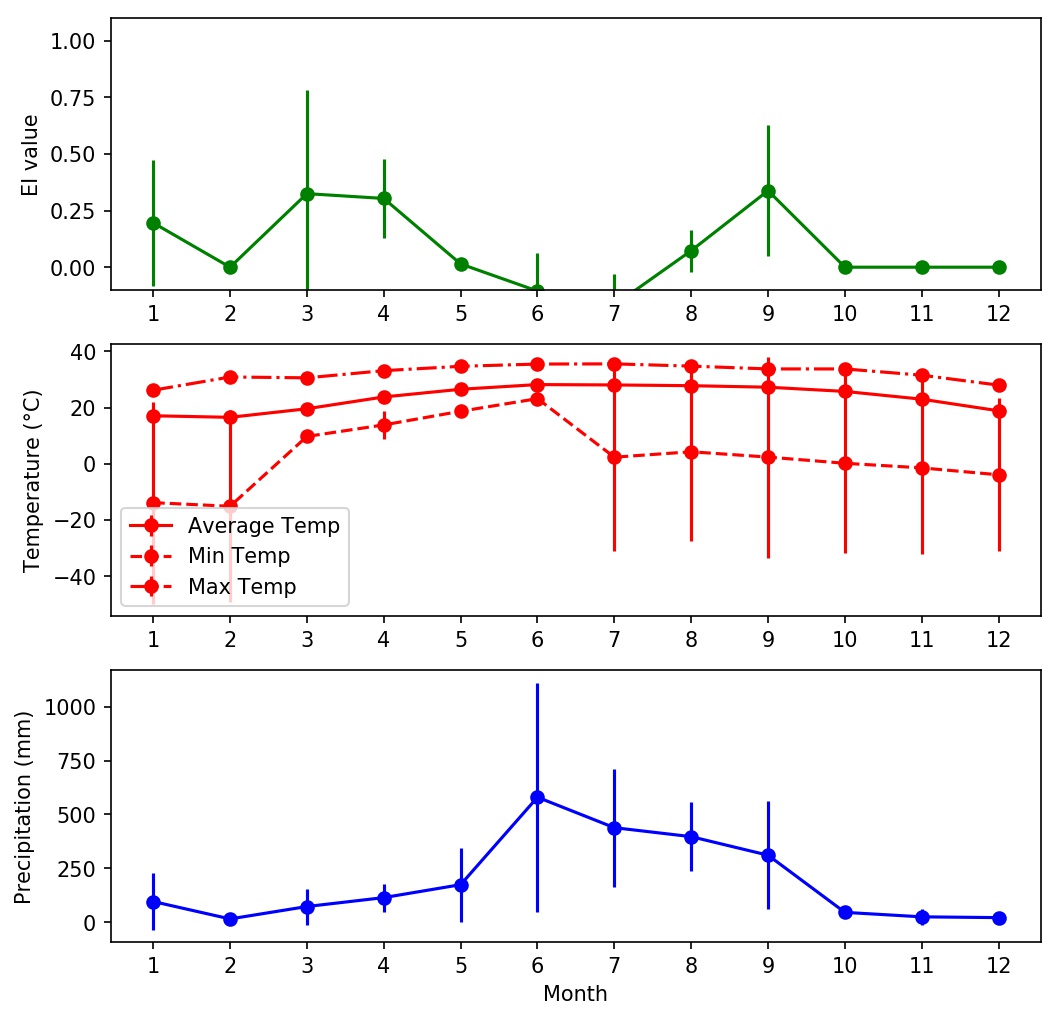 EI value
1.00
0.75
0.50
0.25
0.00
1 2 3 4 5 6 7 8 9 10 11 12
Temperature (°C)
40
20
0
−20
−40
Average Temp
Min Temp
Max Temp
1 2 3 4 5 6 7 8 9 10 11 12
Precipitation (mm)
1000
750
500
250
0
1 2 3 4 5 6 7 8 9 10 11 12
Month